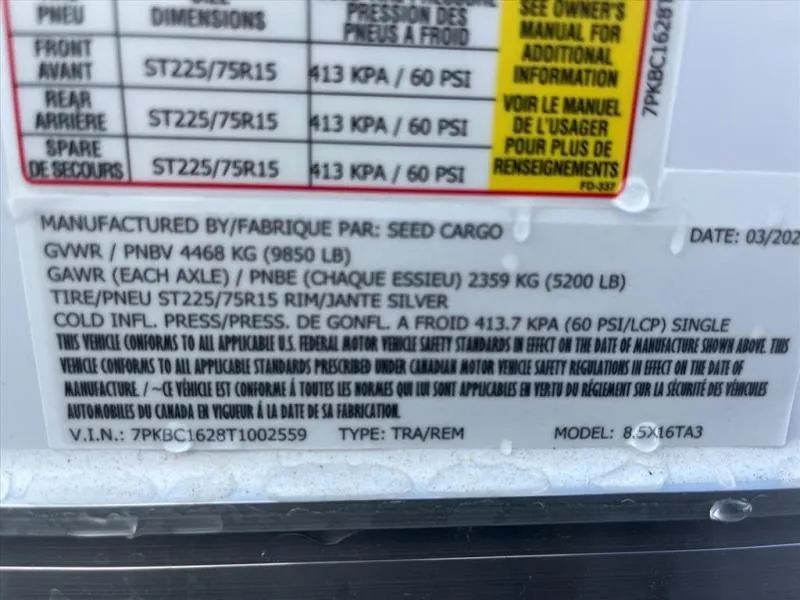 PNEU
DIMENSIONS
PRESSION DES
PNEUS A FROID
SEE OWNER'S
MANUAL FOR
ADDITIONAL
INFORMATION
FRONT
AVANT
ST225/75R15
413 KPA / 60 PSI
REAR
ARRIÈRE
ST225/75R15
413 KPA / 60 PSI
VOIR LE MANUEL
DE L'USAGER
POUR PLUS DE
RENSEIGNEMENTS
SPARE
DE SECOURS
ST225/75R15
413 KPA / 60 PSI
FD-337
7PKBC1628T
MANUFACTURED BY/FABRIQUE PAR: SEED CARGO
DATE: 03/202
GVWR / PNBV 4468 KG (9850 LB)
GAWR (EACH AXLE) / PNBE (CHAQUE ESSIEU) 2359 KG (5200 LB)
TIRE/PNEU ST225/75R15 RIM/JANTE SILVER
COLD INFL. PRESS/PRESS. DE GONFL. A FROID 413.7 KPA (60 PSI/LCP) SINGLE
THIS VEHICLE CONFORMS TO ALL APPLICABLE U.S. FEDERAL MOTOR VEHICLE SAFETY STANDARDS IN EFFECT ON THE DATE OF MANUFACTURE SHOWN ABOVE. THIS
VEHICLE CONFORMS TO ALL APPLICABLE STANDARDS PRESCRIBED UNDER CANADIAN MOTOR VEHICLE SAFETY REGULATIONS IN EFFECT ON THE DATE OF
MANUFACTURE. / ~CE VÉHICLE EST CONFORME Á TOUTES LES NORMES QUI LUI SONT APPLICABLES EN VERTU DU RÉGLEMENT SUR LA SÉCURITÉ DES VÉHICULES
AUTOMOBILES DU CANADA EN VIGUEUR Á LA DATE DE SA FABRICATION.
V.I.N.: 7PKBC1628T1002559 TYPE: TRA/REM MODEL: 8.5X16TA3